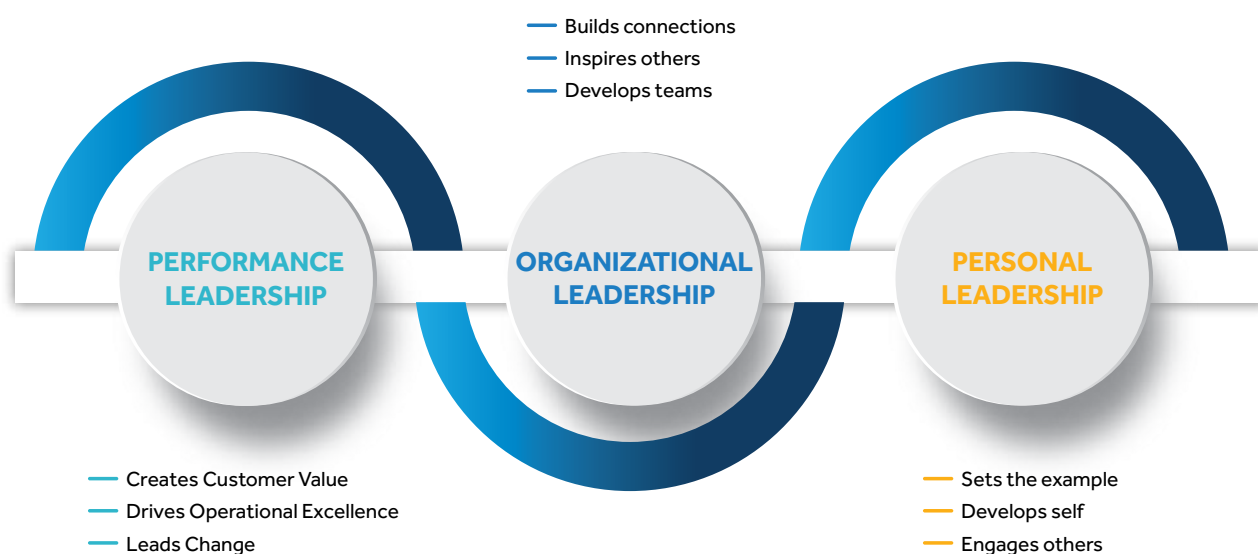 Builds connections
Inspires others
Develops teams
PERFORMANCE
LEADERSHIP
ORGANIZATIONAL
LEADERSHIP
PERSONAL
LEADERSHIP
Creates Customer Value
Drives Operational Excellence
Leads Change
Sets the example
Develops self
Engages others